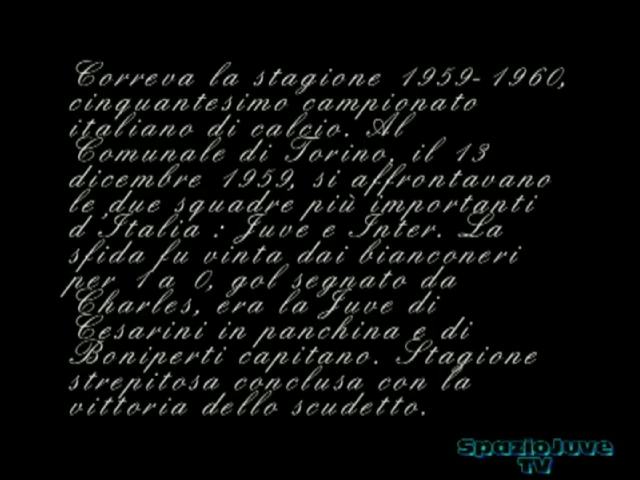 Correva la stagione 1959-1960,
cinquantesimo campionato
italiano di calcio. Al
Comunale di Torino, il 13
dicembre 1959, si affrontavano
le due squadre più importanti
d'Italia : Juve e Inter. La
sfida fu vinta dai bianconeri
per 1 a 0, gol segnato da
Charles, era la Juve di
Cesarini in panchina e di
Boniperti capitano. Stagione
strepitosa conclusa con la
vittoria dello scudetto.
SpazioJuve
TV